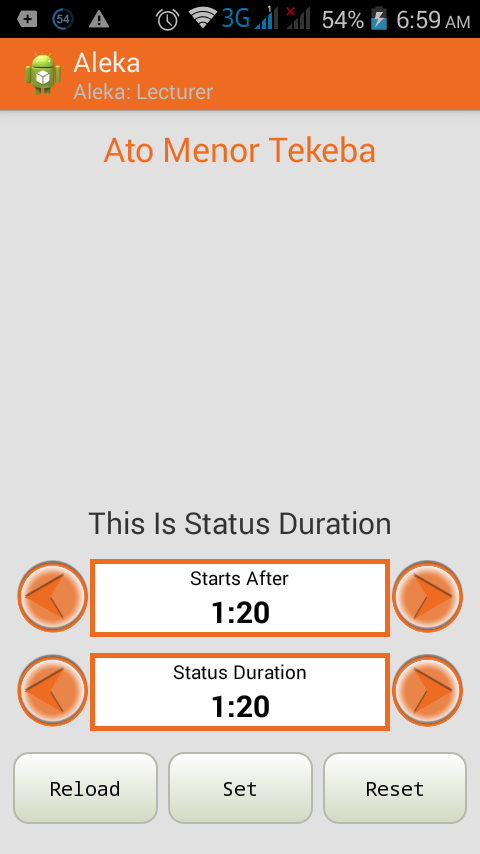 54 3G 1 54% 6:59 AM
Aleka
Aleka: Lecturer
Ato Menor Tekeba
This Is Status Duration
Starts After
1:20
Status Duration
1:20
Reload Set Reset